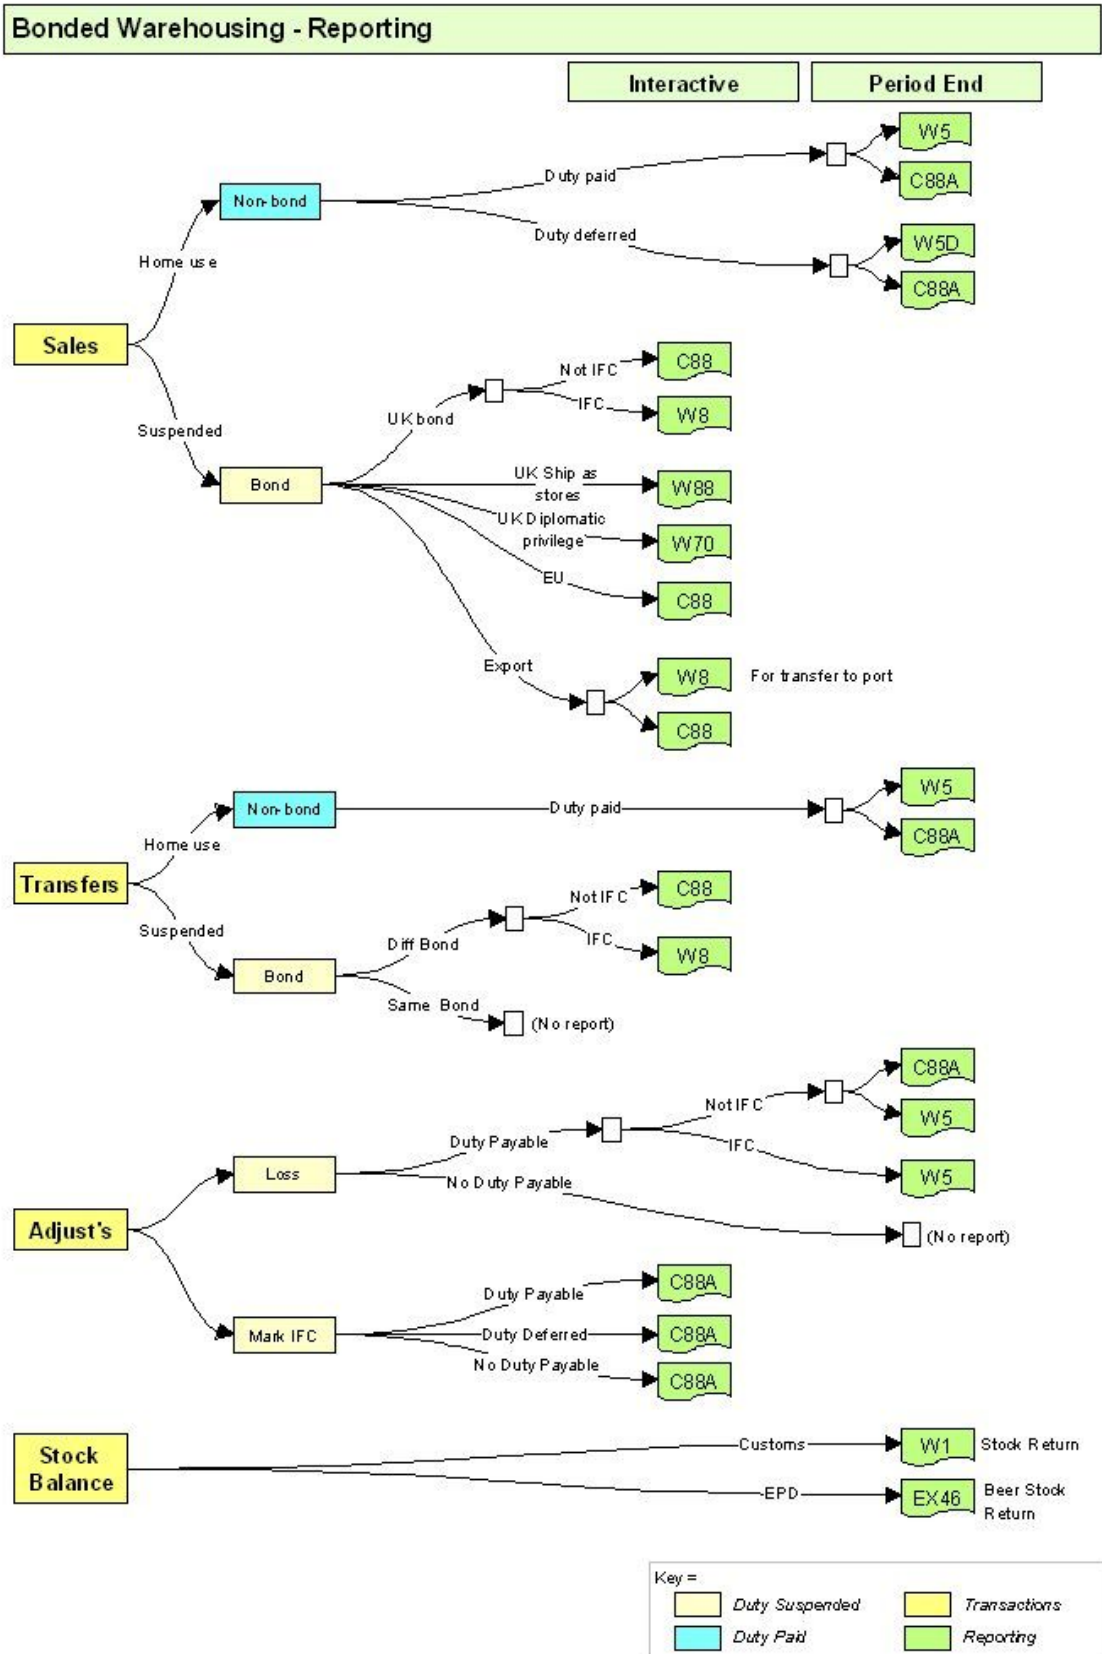 Bonded Warehousing - Reporting
Interactive
Period End
W5
Duty paid
C88A
Non-bond
Duty deferred
W5D
C88A
Home use
Sales
Suspended
Not IFC
C88
IFC
W8
UK bond
Bond
UK Ship as
stores
W88
UK Diplomatic
privilege
W70
EU
C88
Export
W8
For transfer to port
C88
Non-bond
Duty paid
W5
C88A
Home use
Transfers
Suspended
Not IFC
C88
IFC
W8
Diff Bond
Bond
Same Bond
(No report)
C88A
Not IFC
W5
Duty Payable
IFC
W5
Loss
No Duty Payable
(No report)
Adjust's
Duty Payable
C88A
Mark IFC
Duty Deferred
C88A
No Duty Payable
C88A
Stock
Balance
Customs
W1
Stock Return
EPD
EX46
Beer Stock
Return
Key =
Duty Suspended
Transactions
Duty Paid
Reporting